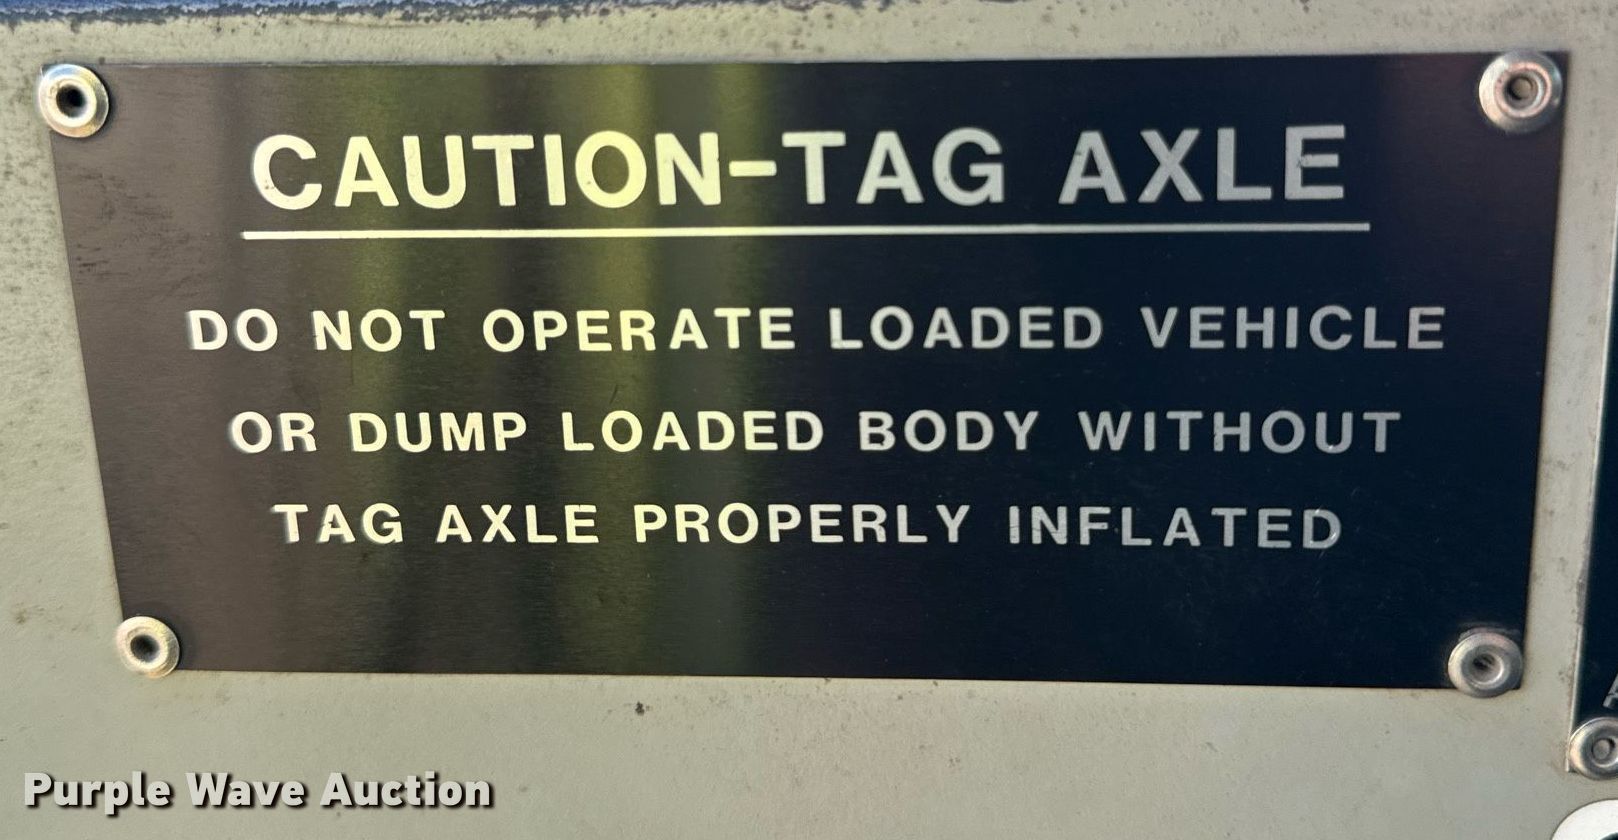 CAUTION-TAG AXLE
DO NOT OPERATE LOADED VEHICLE
OR DUMP LOADED BODY WITHOUT
TAG AXLE PROPERLY INFLATED
Purple Wave Auction